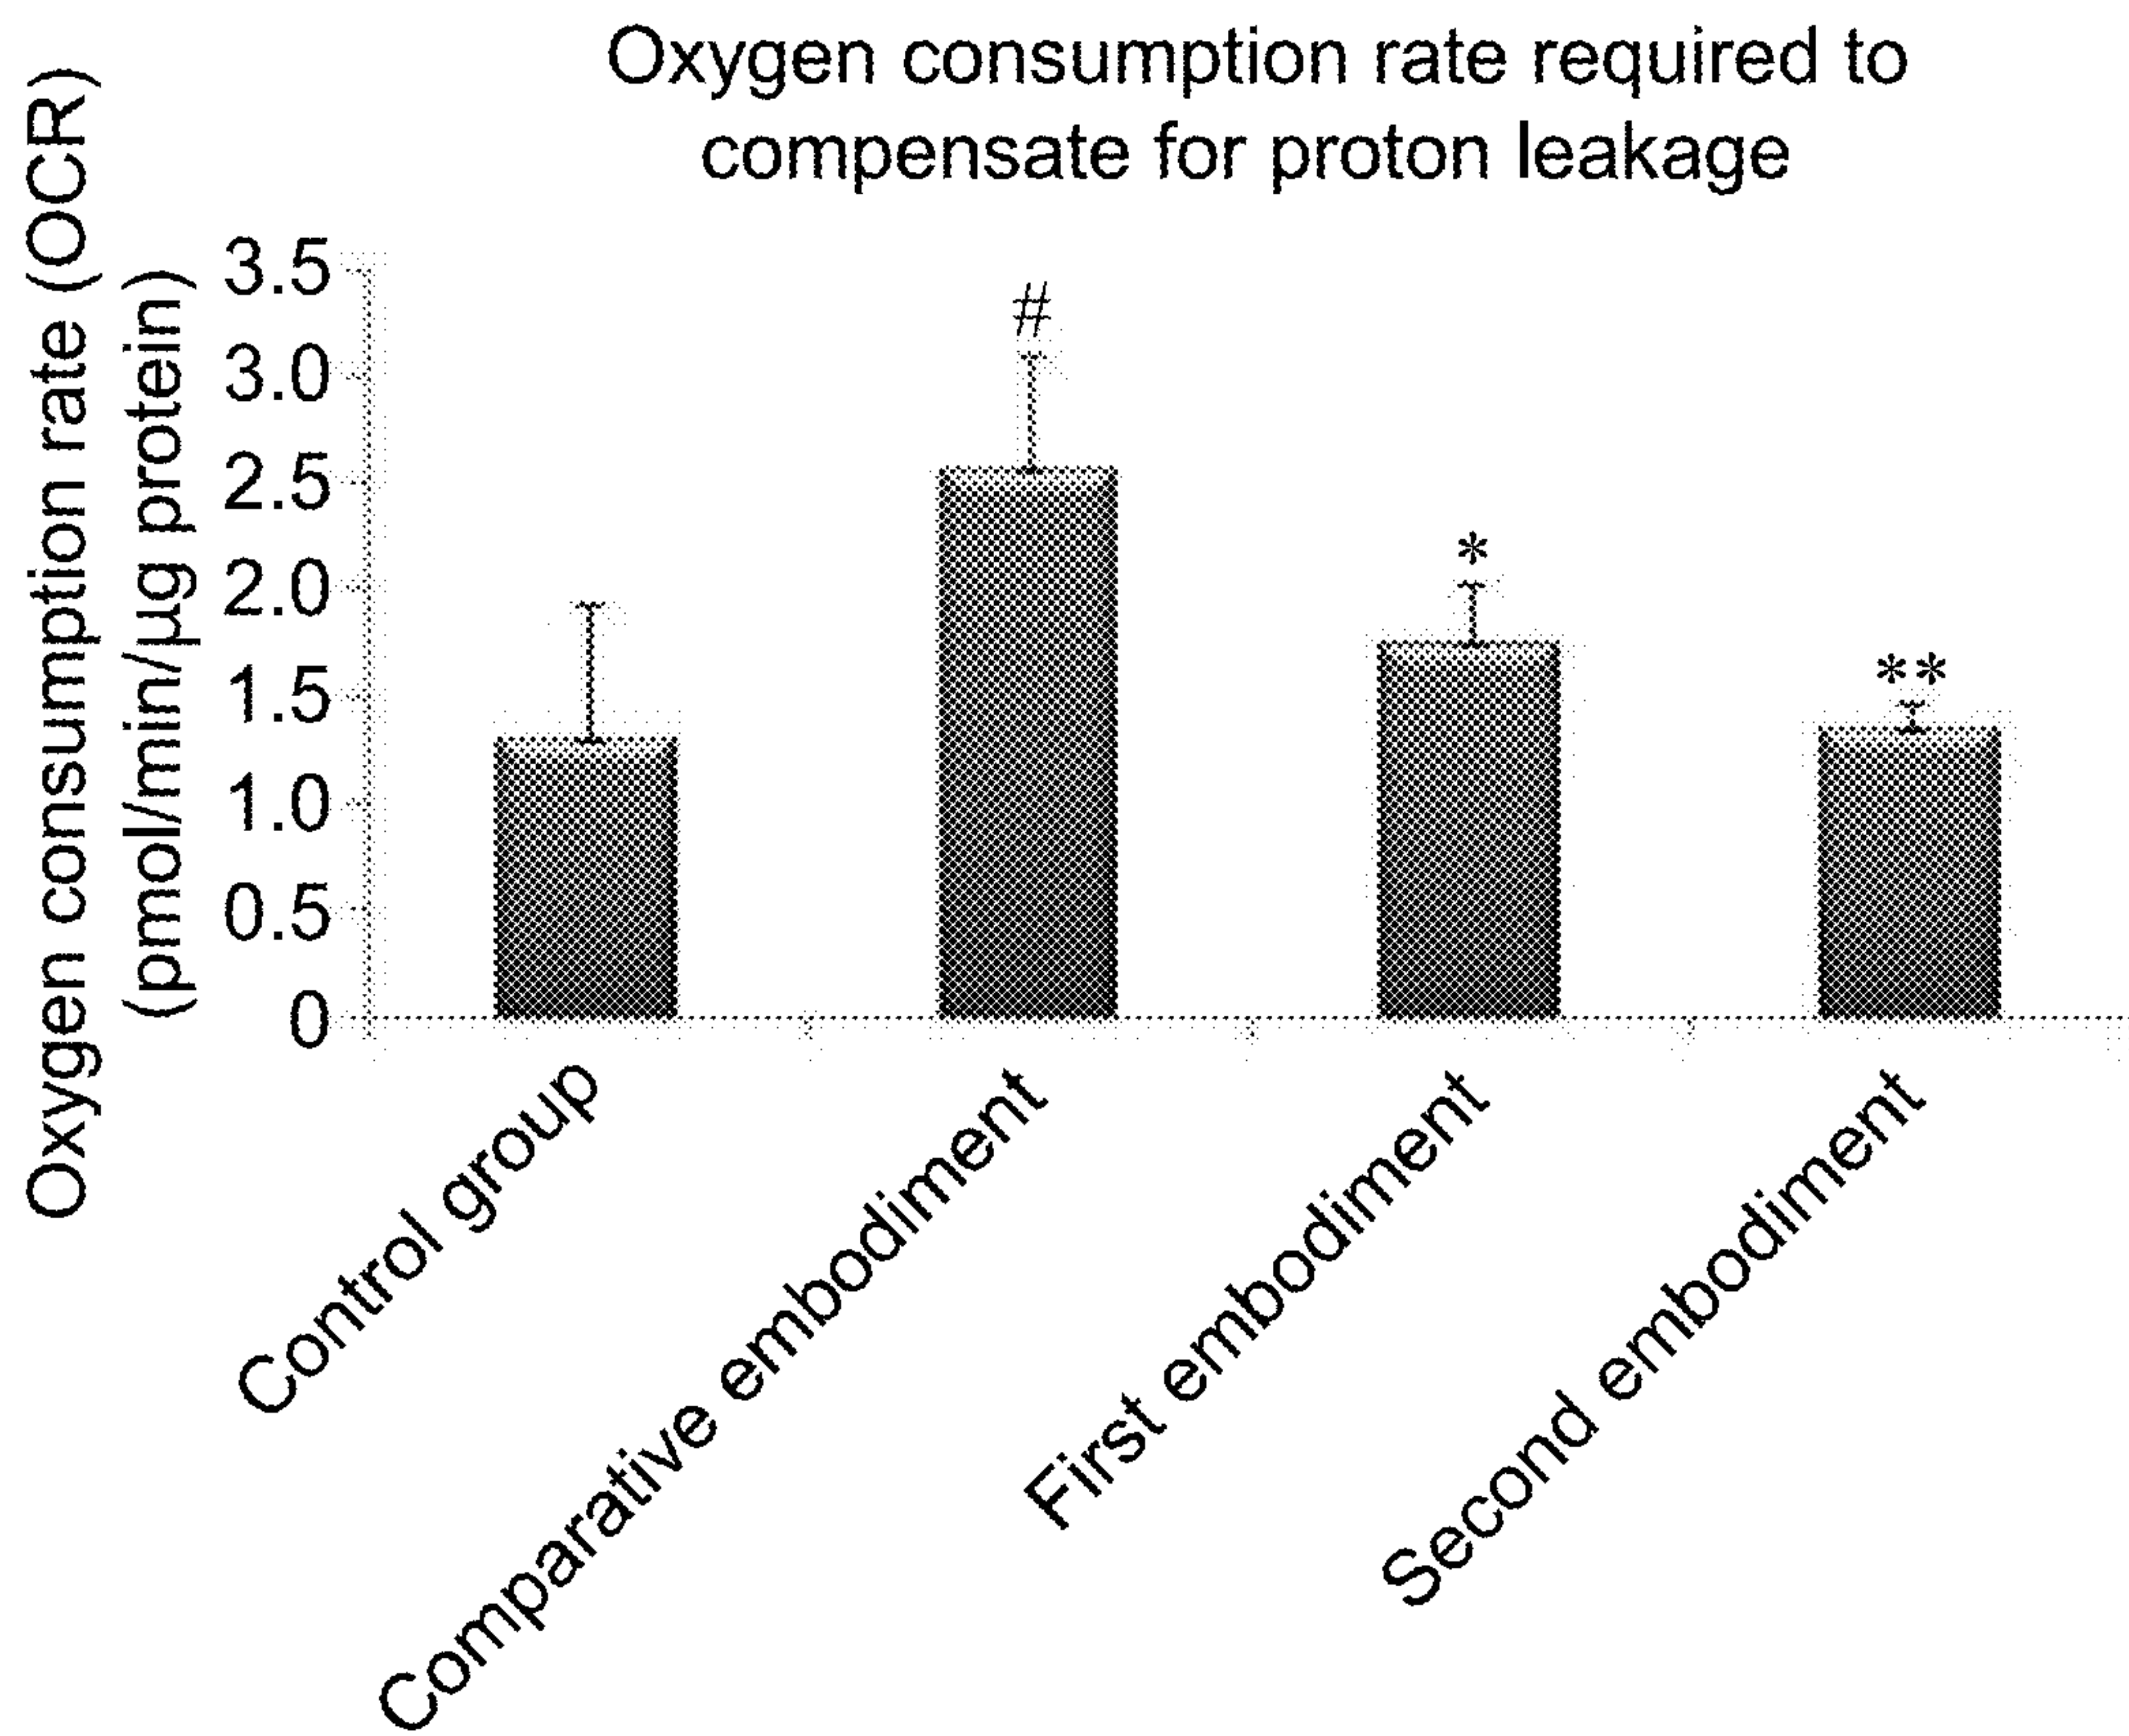 Oxygen consumption rate required to
compensate for proton leakage
Oxygen consumption rate (OCR)
(pmol/min/µg protein)
3.5
3.0
2.5
2.0
1.5
1.0
0.5
0
#
*
**
Control group
Comparative embodiment
First embodiment
Second embodiment